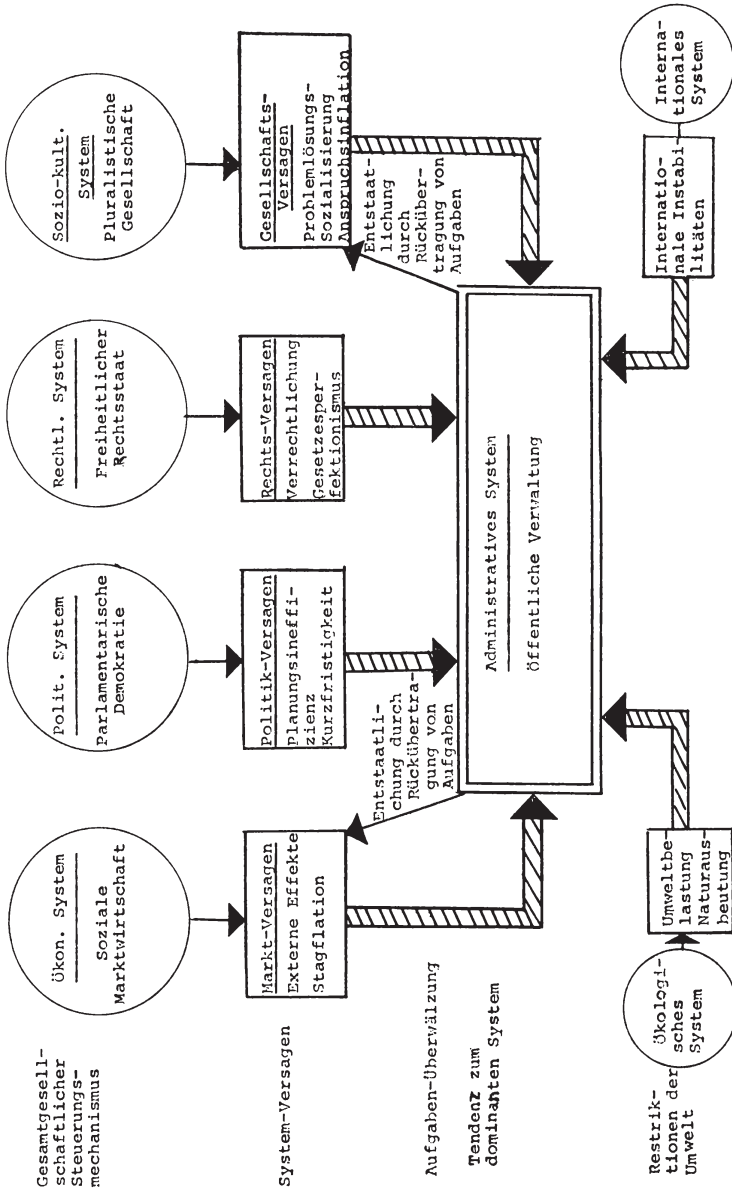 Gesamtgesell-
schaftlicher
Steuerungs-
mechanismus
Ökon. System
Soziale
Marktwirtschaft
Polit. System
Parlamentarische
Demokratie
Rechtl. System
Freiheitlicher
Rechtsstaat
Sozio-kult.
System
Pluralistische
Gesellschaft
System-Versagen
Markt-Versagen
Externe Effekte
Stagflation
Politik-Versagen
Planungsineffi-
zienz
Kurzfristigkeit
Rechts-Versagen
Verrechtlichung
Gesetzesper-
fektionismus
Gesellschafts-
Versagen
Problemlösungs-
Sozialisierung
Anspruchsinflation
Aufgaben-Überwälzung
Entstaatli-
chung durch
Rückübertra-
gung von
Aufgaben
Entstaat-
lichung
durch
Rücküber-
tragung von
Aufgaben
Tendenz zum
dominanten System
Administratives System
Öffentliche Verwaltung
Restrik-
tionen der
Umwelt
Ökologi-
sches
System
Umweltbe-
lastung
Naturaus-
beutung
Internatio-
nale Instabi-
litäten
Interna-
tionales
System